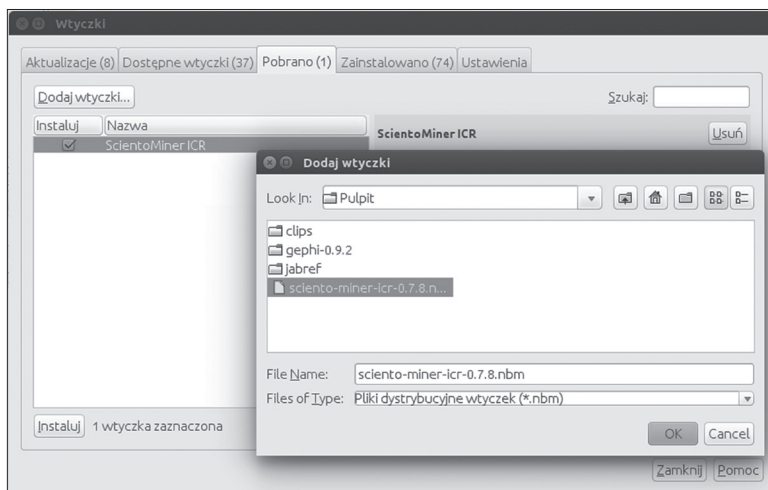 Wtyczki
Aktualizacje (8) Dostępne wtyczki (37) Pobrano (1) Zainstalowano (74) Ustawienia
Dodaj wtyczki... Szukaj:
Instaluj Nazwa
ScientoMiner ICR
ScientoMiner ICR Usuń
Dodaj wtyczki
Look In: Pulpit
clips
gephi-0.9.2
jabref
sciento-miner-icr-0.7.8.n...
File Name: sciento-miner-icr-0.7.8.nbm
Files of Type: Pliki dystrybucyjne wtyczek (*.nbm)
OK Cancel
Instaluj 1 wtyczka zaznaczona
Zamknij Pomoc